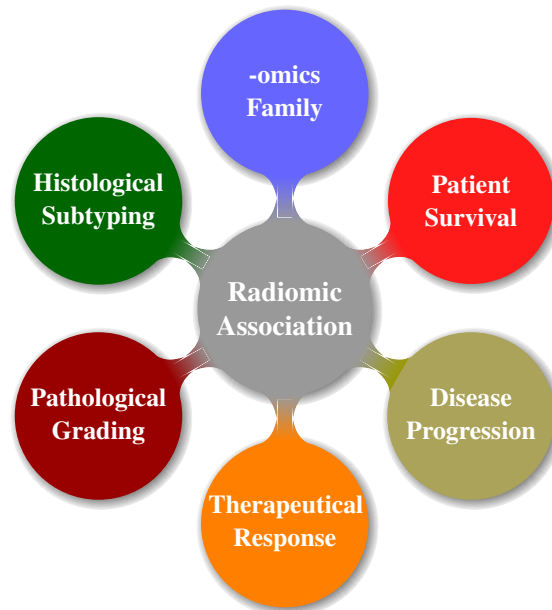 -omics
Family
Histological
Subtyping
Patient
Survival
Radiomic
Association
Pathological
Grading
Disease
Progression
Therapeutical
Response